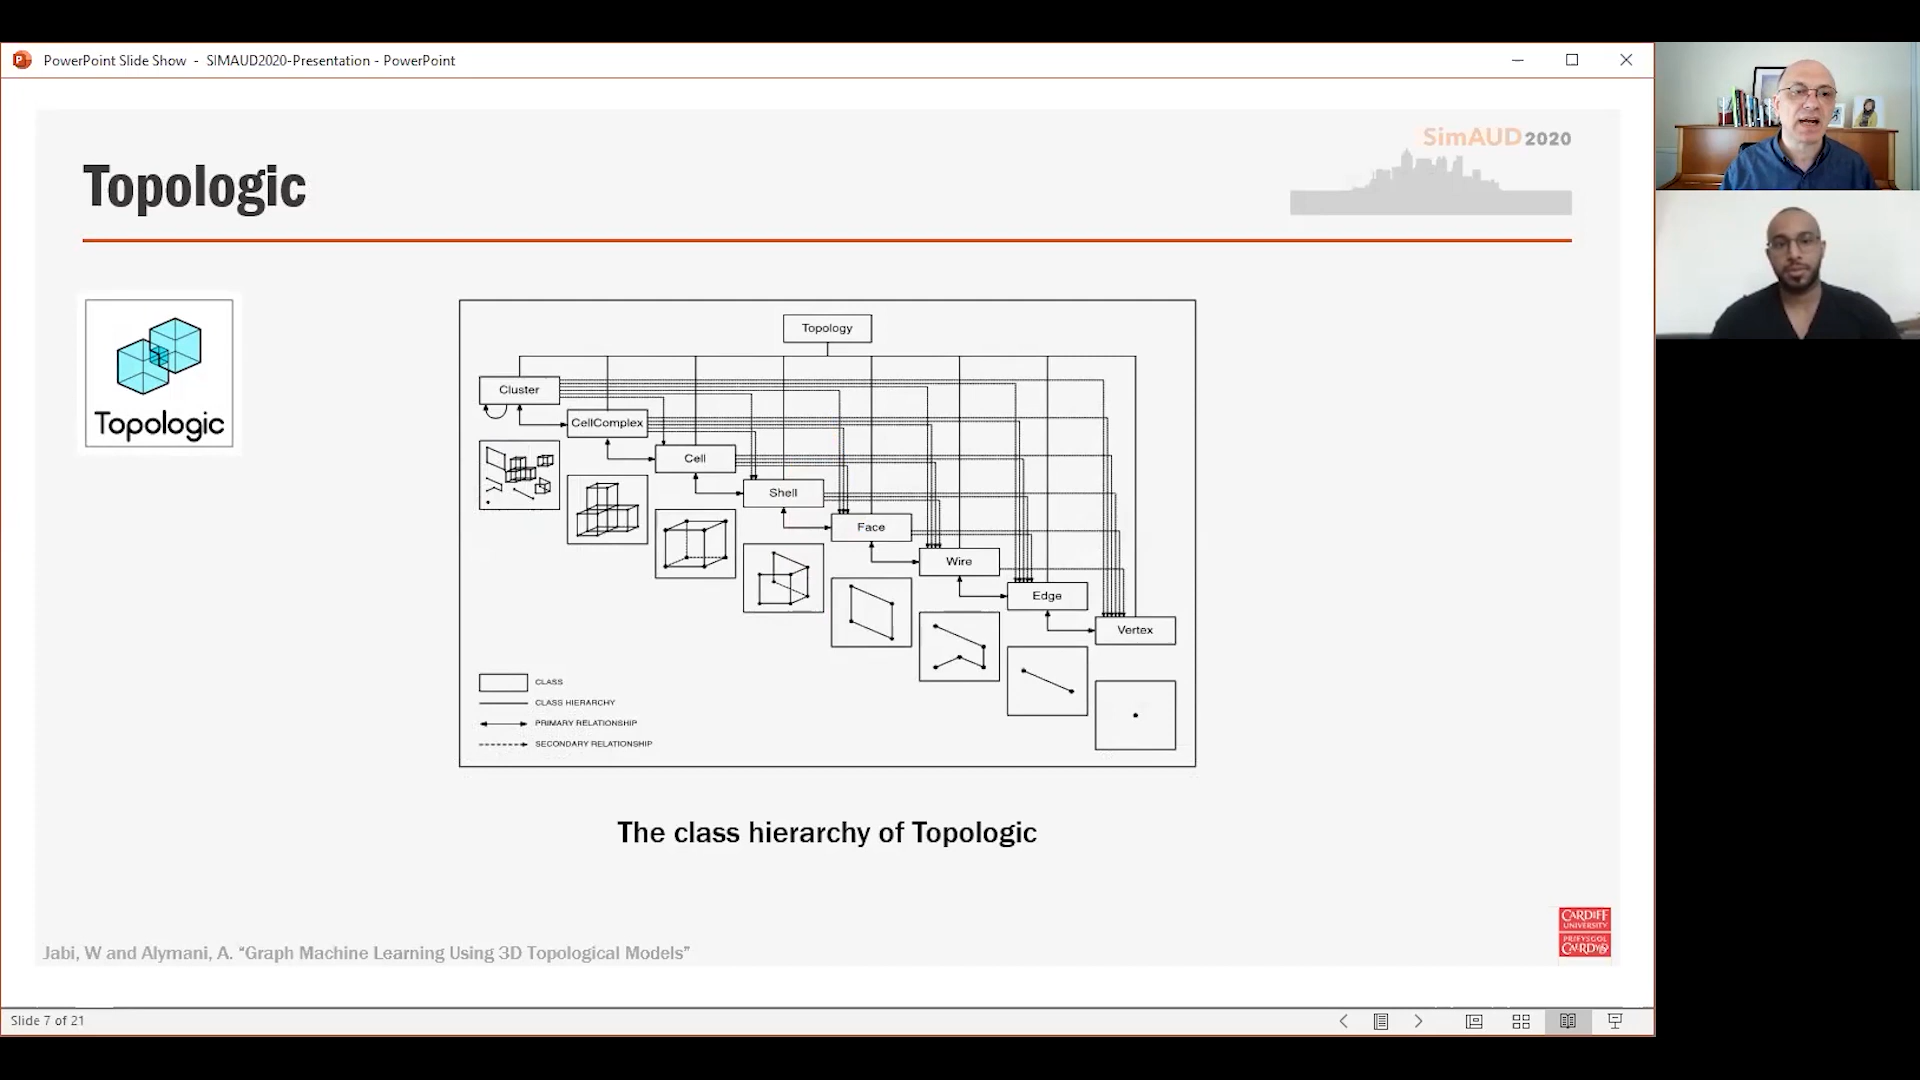 PowerPoint Slide Show - SIMAUD2020-Presentation - PowerPoint
SimAUD 2020
Topologic
Topologic
Topology
Cluster
CellComplex
Cell
Shell
Face
Wire
Edge
Vertex
CLASS
CLASS HIERARCHY
PRIMARY RELATIONSHIP
SECONDARY RELATIONSHIP
The class hierarchy of Topologic
CARDIFF
UNIVERSITY
PRIFYSGOL
CAERDYDD
Jabi, W and Alymani, A. “Graph Machine Learning Using 3D Topological Models”
Slide 7 of 21